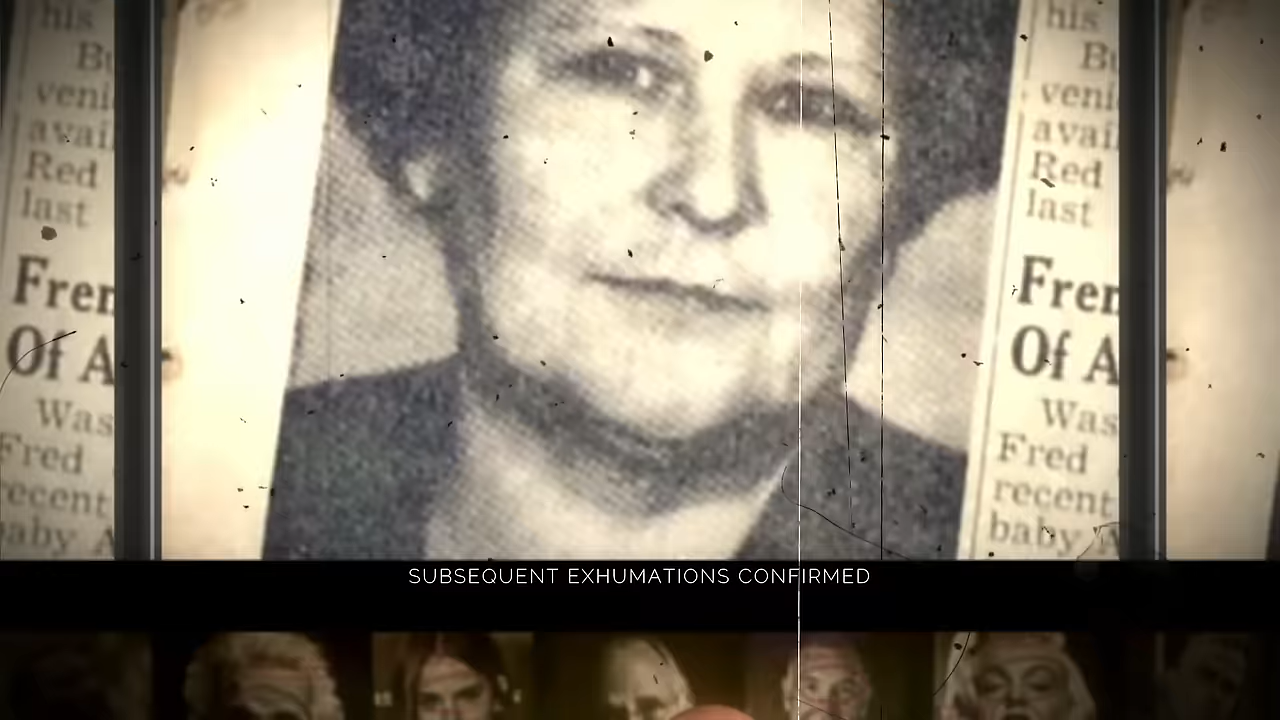 his
veni
avai
Red
last
Fren
Of A
Was
Fred
recent
baby A
his
Bu
veni
avai
Red
last
Fren
Of A
Was
Fred
recent
baby A
SUBSEQUENT EXHUMATIONS CONFIRMED